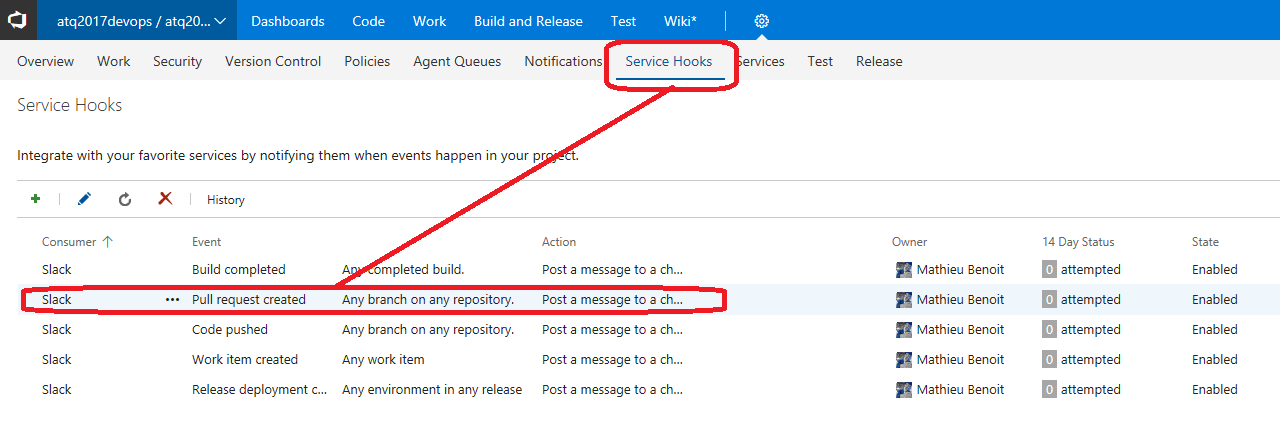 atq2017devops / atq20... Dashboards Code Work Build and Release Test Wiki*
Overview Work Security Version Control Policies Agent Queues Notifications Service Hooks Services Test Release
Service Hooks
Integrate with your favorite services by notifying them when events happen in your project.
History
Consumer Event Action Owner 14 Day Status State
Slack Build completed Any completed build. Post a message to a ch... Mathieu Benoit 0 attempted Enabled
Slack ... Pull request created Any branch on any repository. Post a message to a ch... Mathieu Benoit 0 attempted Enabled
Slack Code pushed Any branch on any repository. Post a message to a ch... Mathieu Benoit 0 attempted Enabled
Slack Work item created Any work item Post a message to a ch... Mathieu Benoit 0 attempted Enabled
Slack Release deployment c... Any environment in any release Post a message to a ch... Mathieu Benoit 0 attempted Enabled